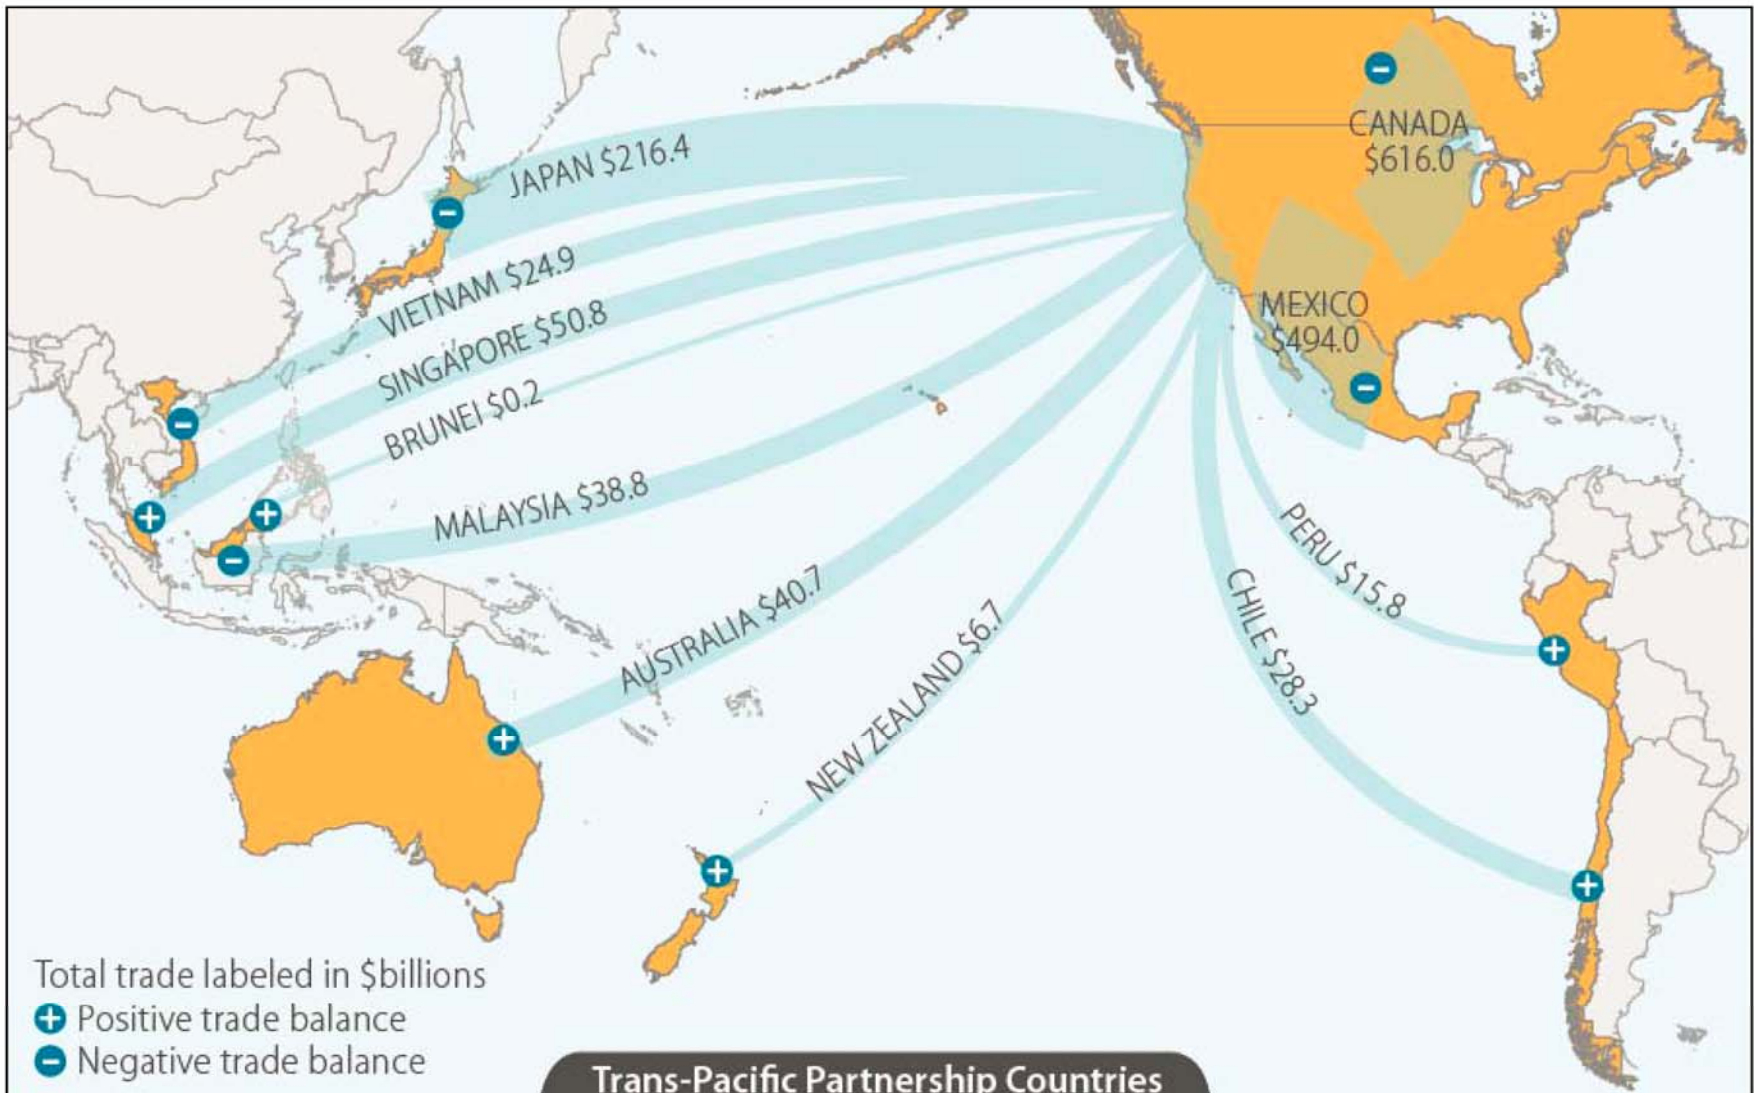 CANADA
$616.0
JAPAN $216.4
VIETNAM $24.9
SINGAPORE $50.8
BRUNEI $0.2
MEXICO
$494.0
MALAYSIA $38.8
AUSTRALIA $40.7
NEW ZEALAND $6.7
PERU $15.8
CHILE $28.3
Total trade labeled in $billions
+ Positive trade balance
− Negative trade balance
Trans-Pacific Partnership Countries